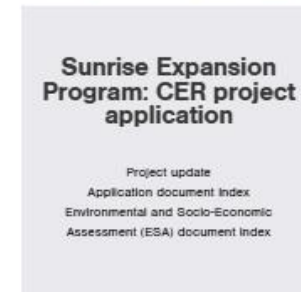 Sunrise Expansion
Program: CER project
application
Project update
Application document index
Environmental and Socio-Economic
Assessment (ESA) document index